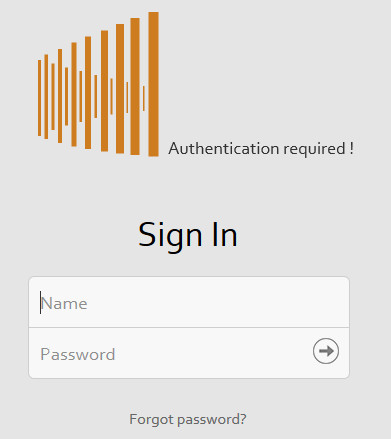 Authentication required !
Sign In
Name
Password
Forgot password?